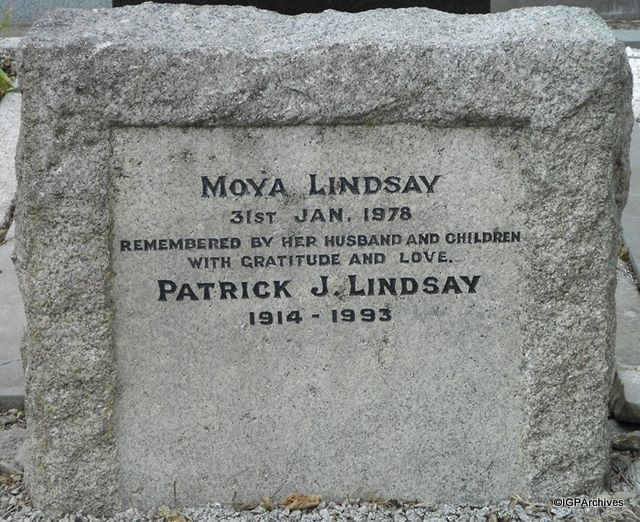 MOYA LINDSAY
31ST JAN. 1978
REMEMBERED BY HER HUSBAND AND CHILDREN
WITH GRATITUDE AND LOVE.
PATRICK J. LINDSAY
1914 - 1993
©IGPArchives